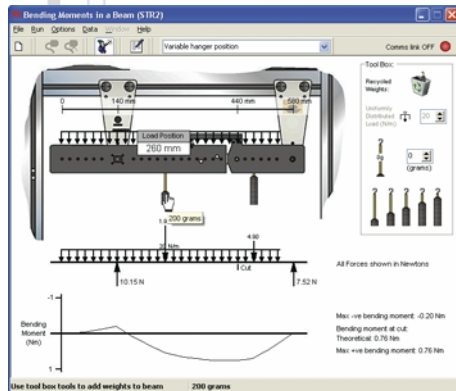 Bending Moments in a Beam (STR2)
File Run Options Data Window Help
Variable hanger position
Comms link OFF
Tool Box:
Recycled
Weights:
Uniformly
Distributed
Load (N/m)
20
0
(grams)
0 140 mm 440 mm 580 mm
Load Position
260 mm
200 grams
1.9
20 N/m
4.90
Cut
10.15 N
7.52 N
All Forces shown in Newtons
-1
Bending
Moment
(Nm)
1
Max -ve bending moment: -0.20 Nm
Bending moment at cut:
Theoretical: 0.76 Nm
Max +ve bending moment: 0.76 Nm
Use tool box tools to add weights to beam 200 grams